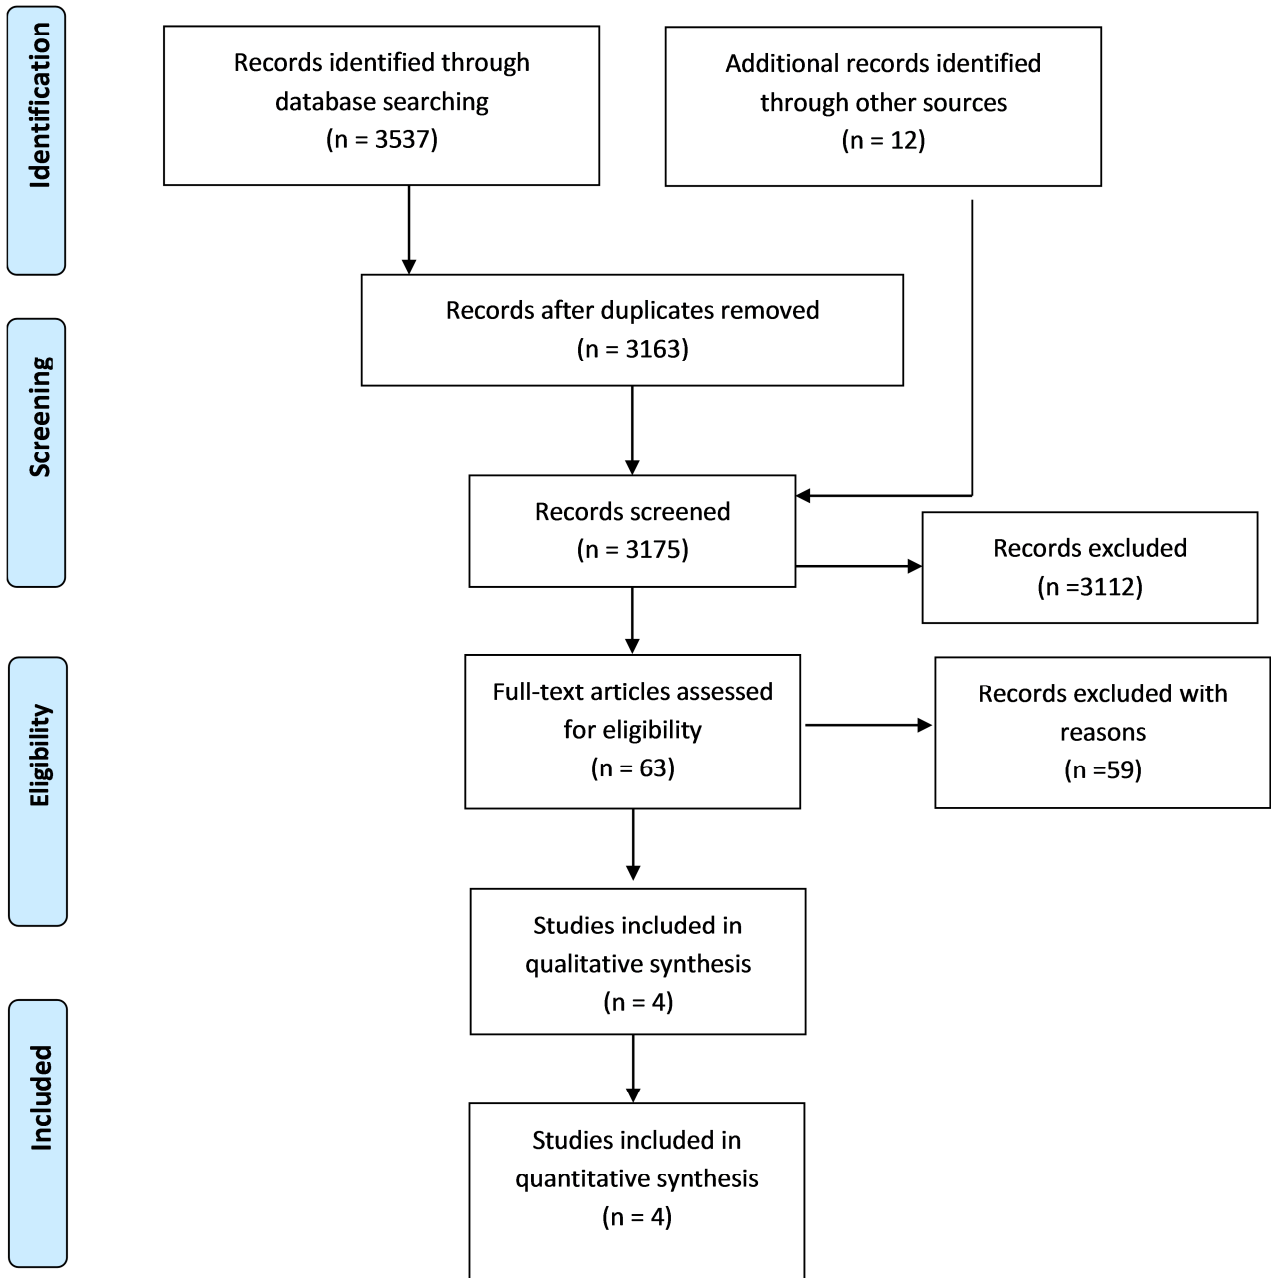 Identification
Records identified through
database searching
(n = 3537)
Additional records identified
through other sources
(n = 12)
Records after duplicates removed
(n = 3163)
Screening
Records screened
(n = 3175)
Records excluded
(n =3112)
Eligibility
Full-text articles assessed
for eligibility
(n = 63)
Records excluded with
reasons
(n =59)
Studies included in
qualitative synthesis
(n = 4)
Included
Studies included in
quantitative synthesis
(n = 4)